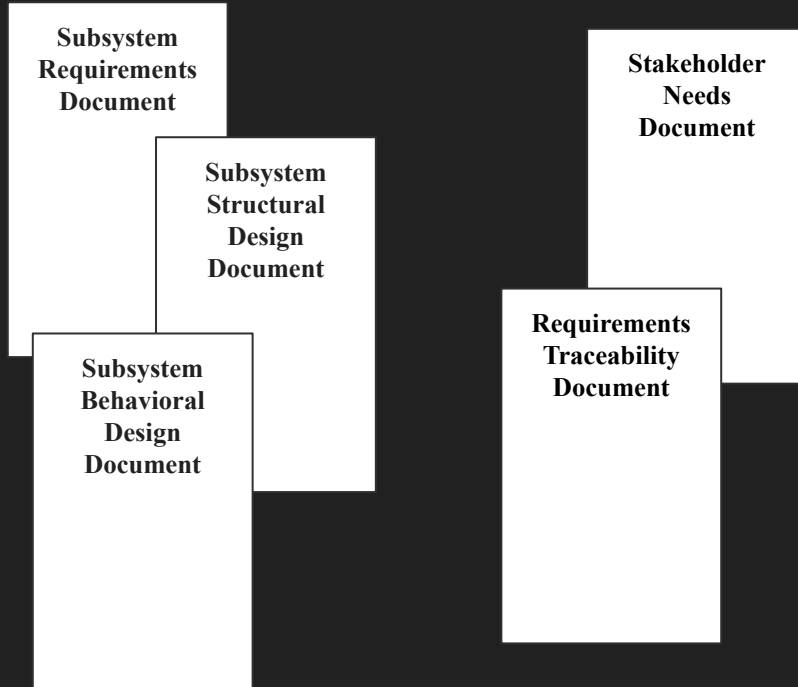 Subsystem
Requirements
Document
Subsystem
Structural
Design
Document
Subsystem
Behavioral
Design
Document
Stakeholder
Needs
Document
Requirements
Traceability
Document